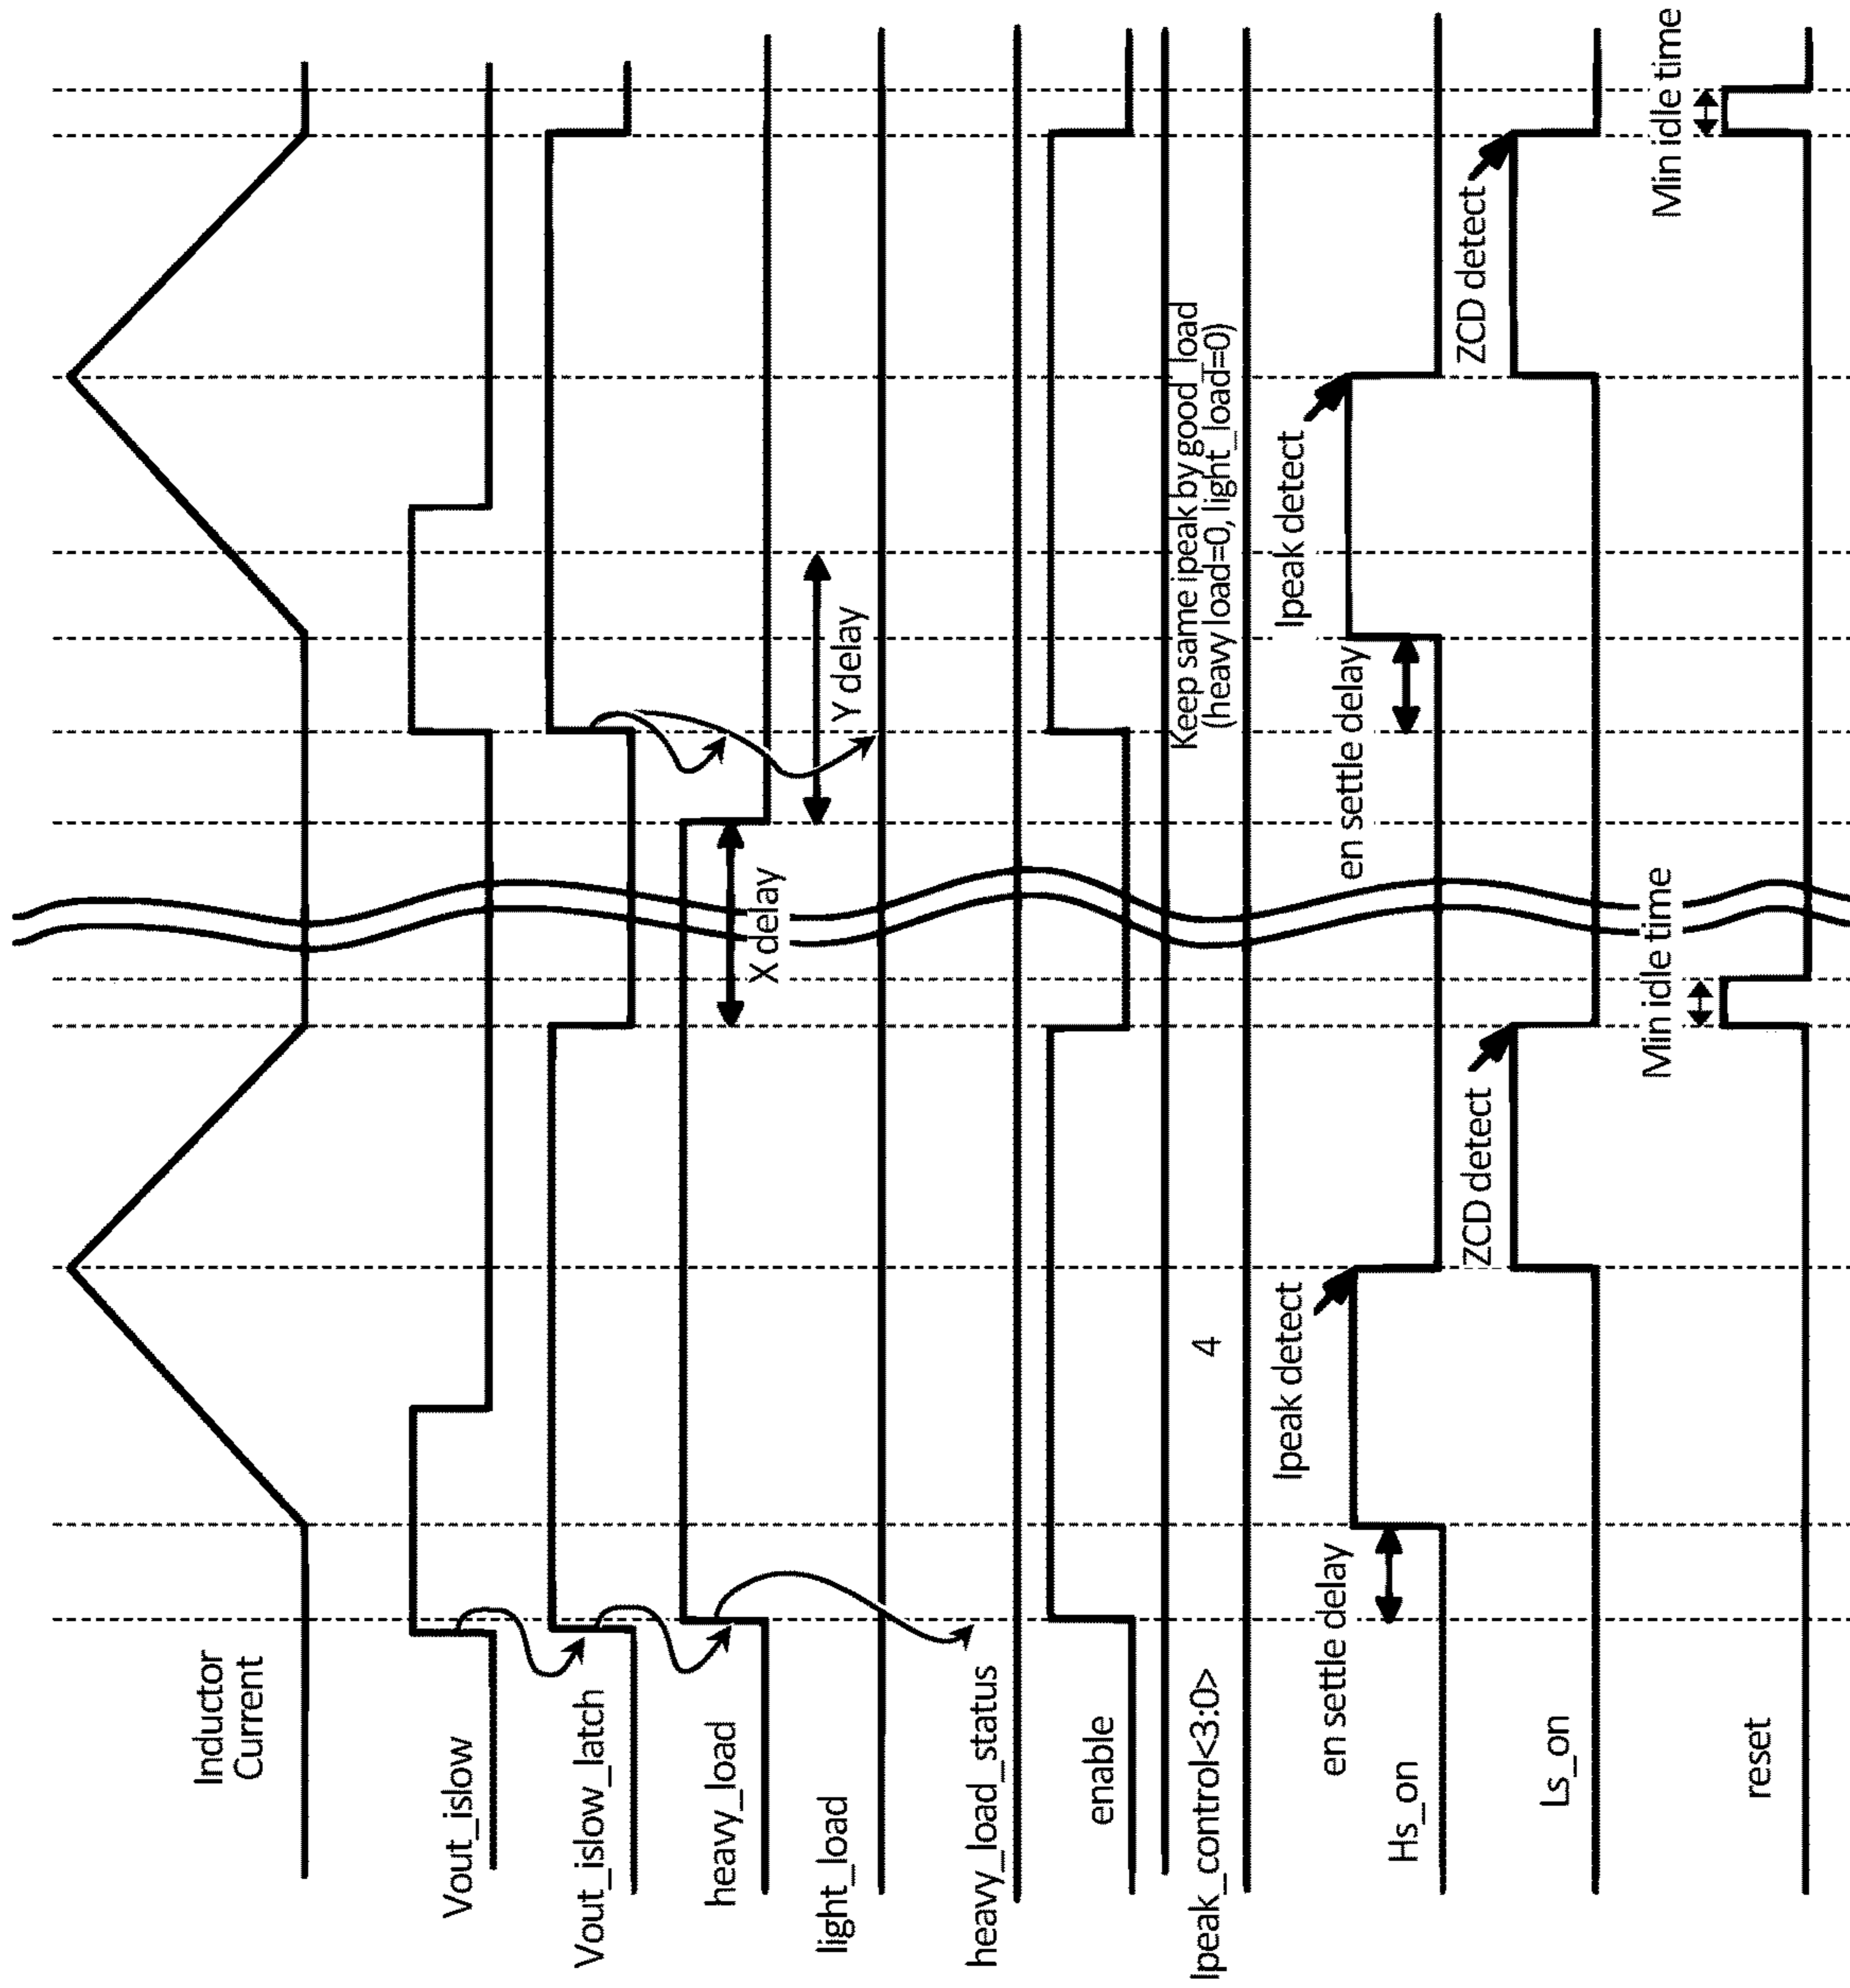 Inductor
Current
Vout_islow
Vout_islow_latch
heavy_load
X delay
Y delay
light_load
heavy_load_status
enable
Keep same ipeak by good_load
(heavy load=0, light_load=0)
Ipeak_control<3:0>
4
en settle delay
Ipeak detect
en settle delay
Ipeak detect
Hs_on
ZCD detect
ZCD detect
Ls_on
Min idle time
Min idle time
reset